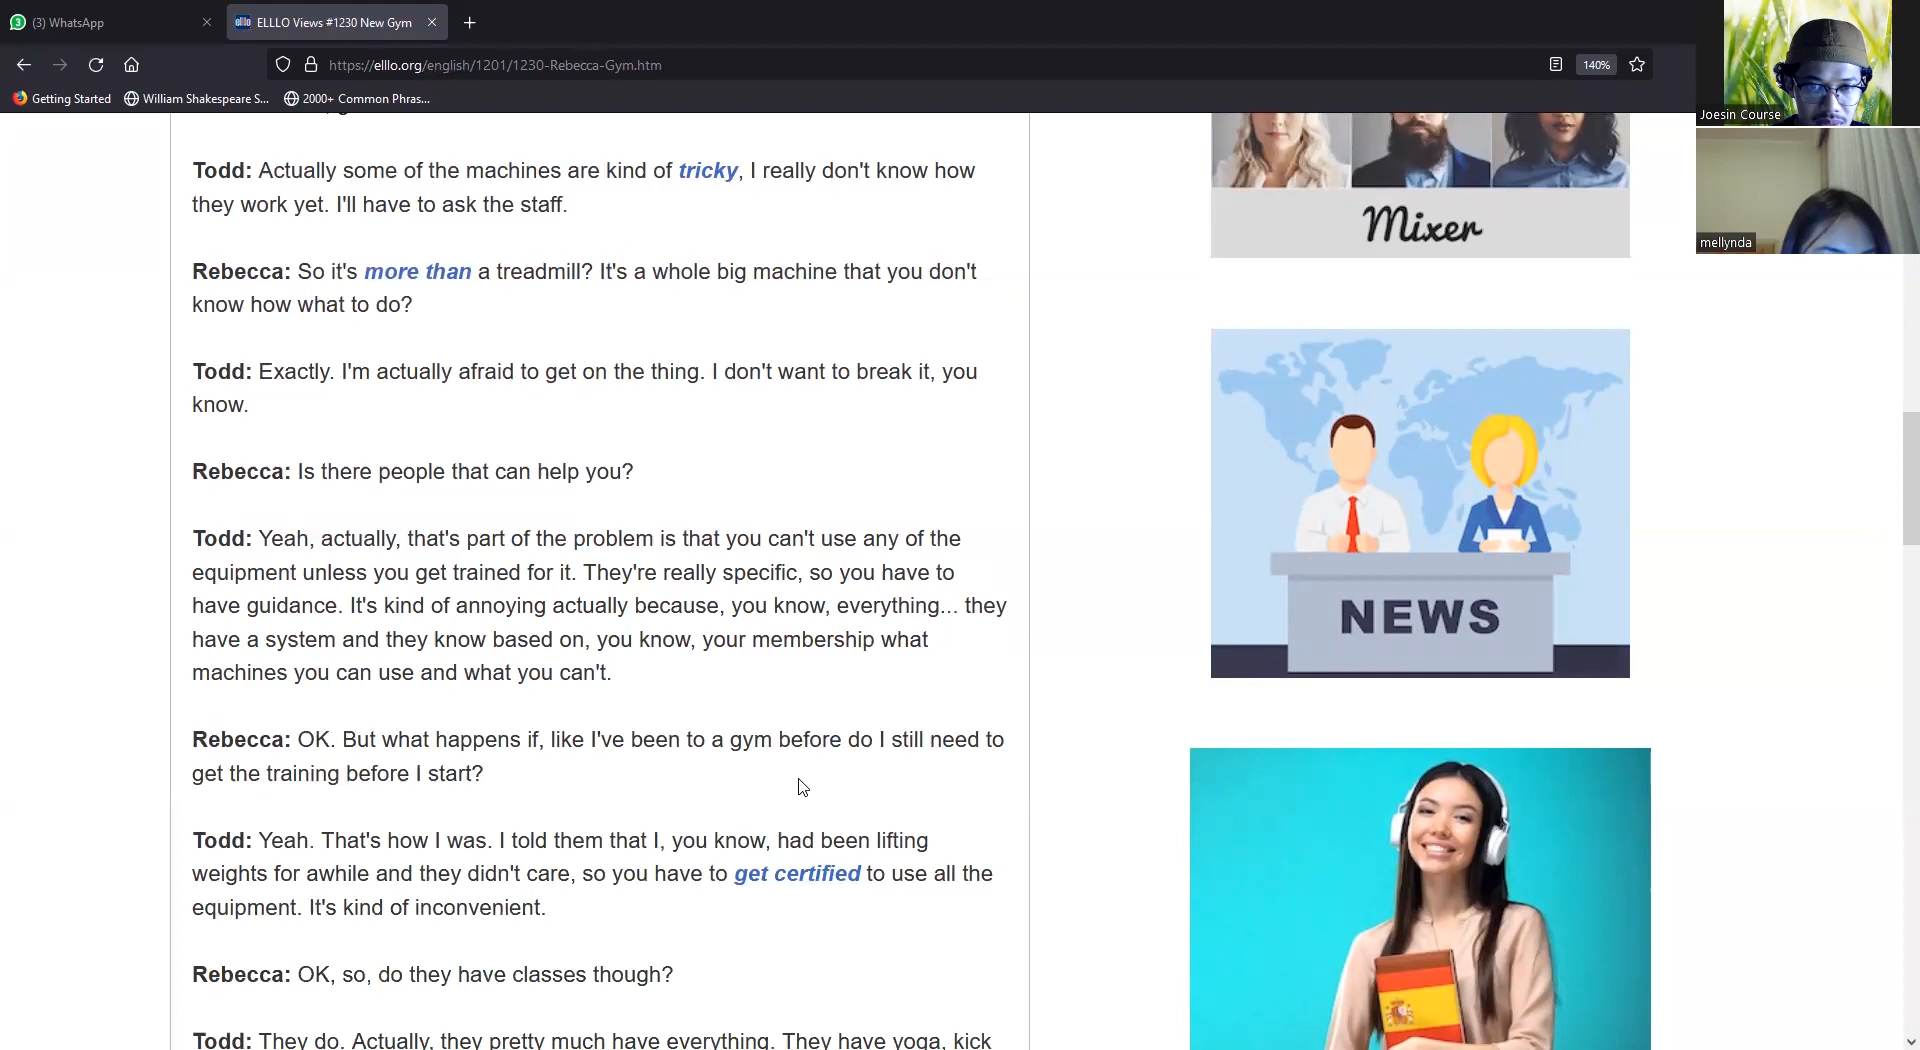 3
(3) WhatsApp
elllo
ELLLO Views #1230 New Gym
https://elllo.org/english/1201/1230-Rebecca-Gym.htm
140%
Getting Started
William Shakespeare S...
2000+ Common Phras...
Joesin Course
mellynda
Todd: Actually some of the machines are kind of tricky, I really don't know how
they work yet. I'll have to ask the staff.
Rebecca: So it's more than a treadmill? It's a whole big machine that you don't
know how what to do?
Todd: Exactly. I'm actually afraid to get on the thing. I don't want to break it, you
know.
Rebecca: Is there people that can help you?
Todd: Yeah, actually, that's part of the problem is that you can't use any of the
equipment unless you get trained for it. They're really specific, so you have to
have guidance. It's kind of annoying actually because, you know, everything... they
have a system and they know based on, you know, your membership what
machines you can use and what you can't.
Rebecca: OK. But what happens if, like I've been to a gym before do I still need to
get the training before I start?
Todd: Yeah. That's how I was. I told them that I, you know, had been lifting
weights for awhile and they didn't care, so you have to get certified to use all the
equipment. It's kind of inconvenient.
Rebecca: OK, so, do they have classes though?
Todd: They do. Actually, they pretty much have everything. They have yoga, kick
Mixer
NEWS